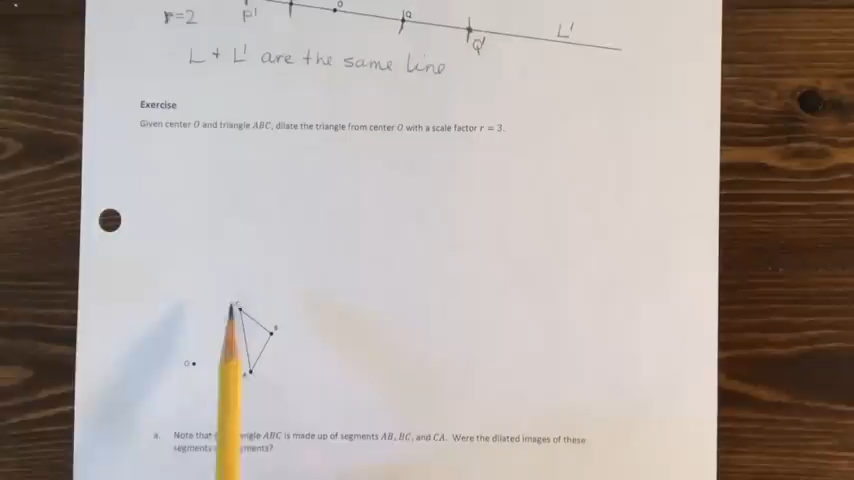 r=2 P' O Q Q' L'
L + L' are the same line
Exercise
Given center O and triangle ABC, dilate the triangle from center O with a scale factor r = 3.
B
O
A
a. Note that angle ABC is made up of segments AB, BC, and CA. Were the dilated images of these
segments